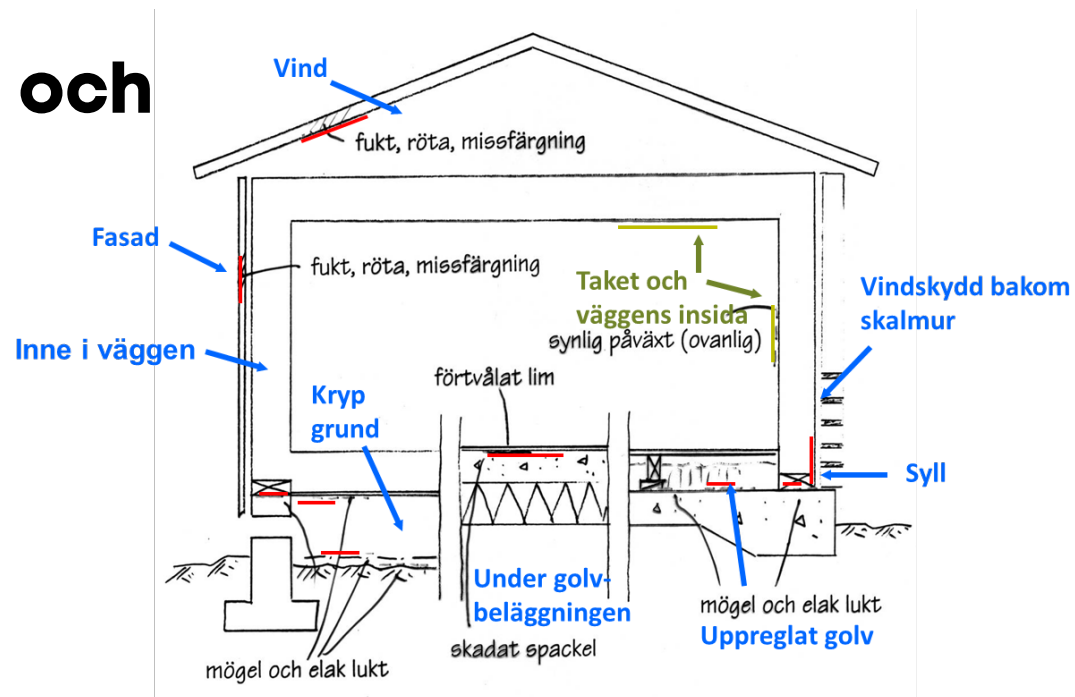 och
Vind
fukt, röta, missfärgning
Fasad
fukt, röta, missfärgning
Taket och
väggens insida
synlig påväxt (ovanlig)
Vindskydd bakom
skalmur
Inne i väggen
förtvålat lim
Kryp
grund
Syll
Under golv-
beläggningen
mögel och elak lukt
Uppreglat golv
skadat spackel
mögel och elak lukt